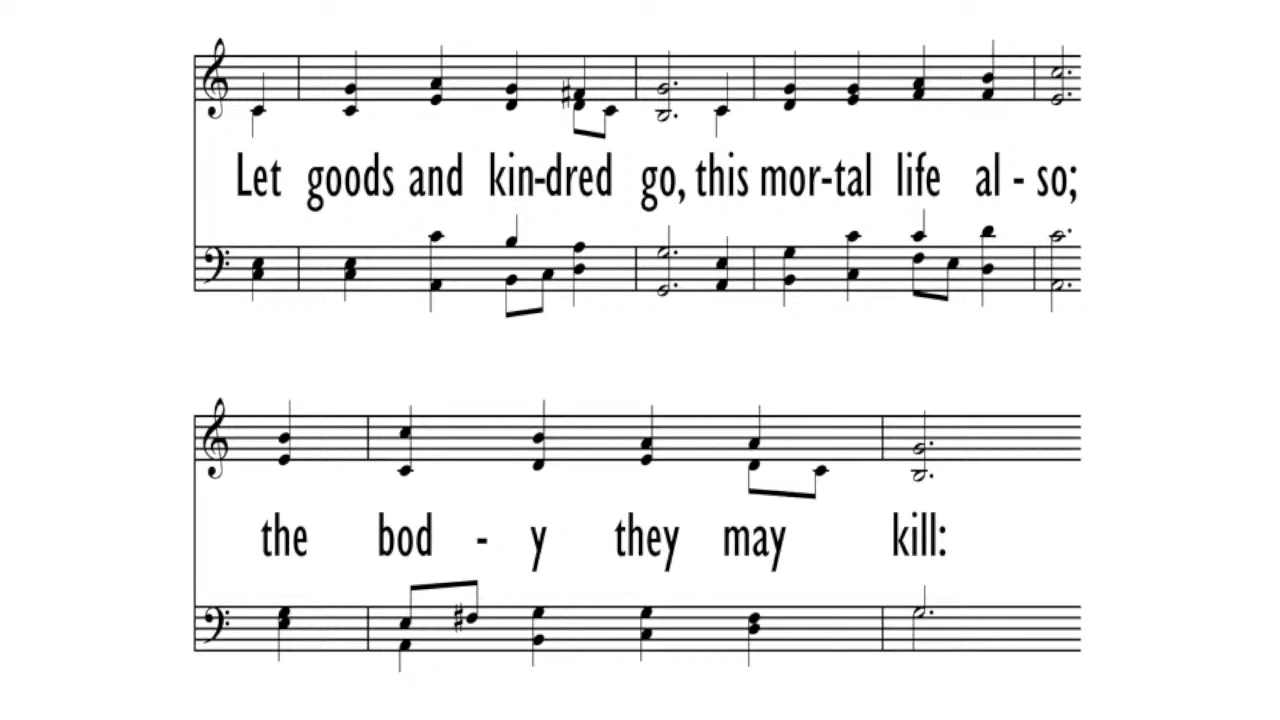 Let goods and kin-dred go, this mor-tal life al - so;
the bod - y they may kill: